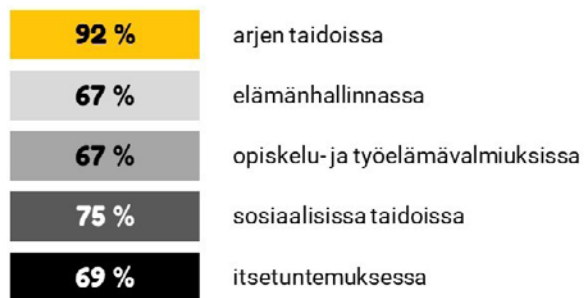 92 % arjen taidoissa
67 % elämänhallinnassa
67 % opiskelu- ja työelämävalmiuksissa
75 % sosiaalisissa taidoissa
69 % itsetuntemuksessa